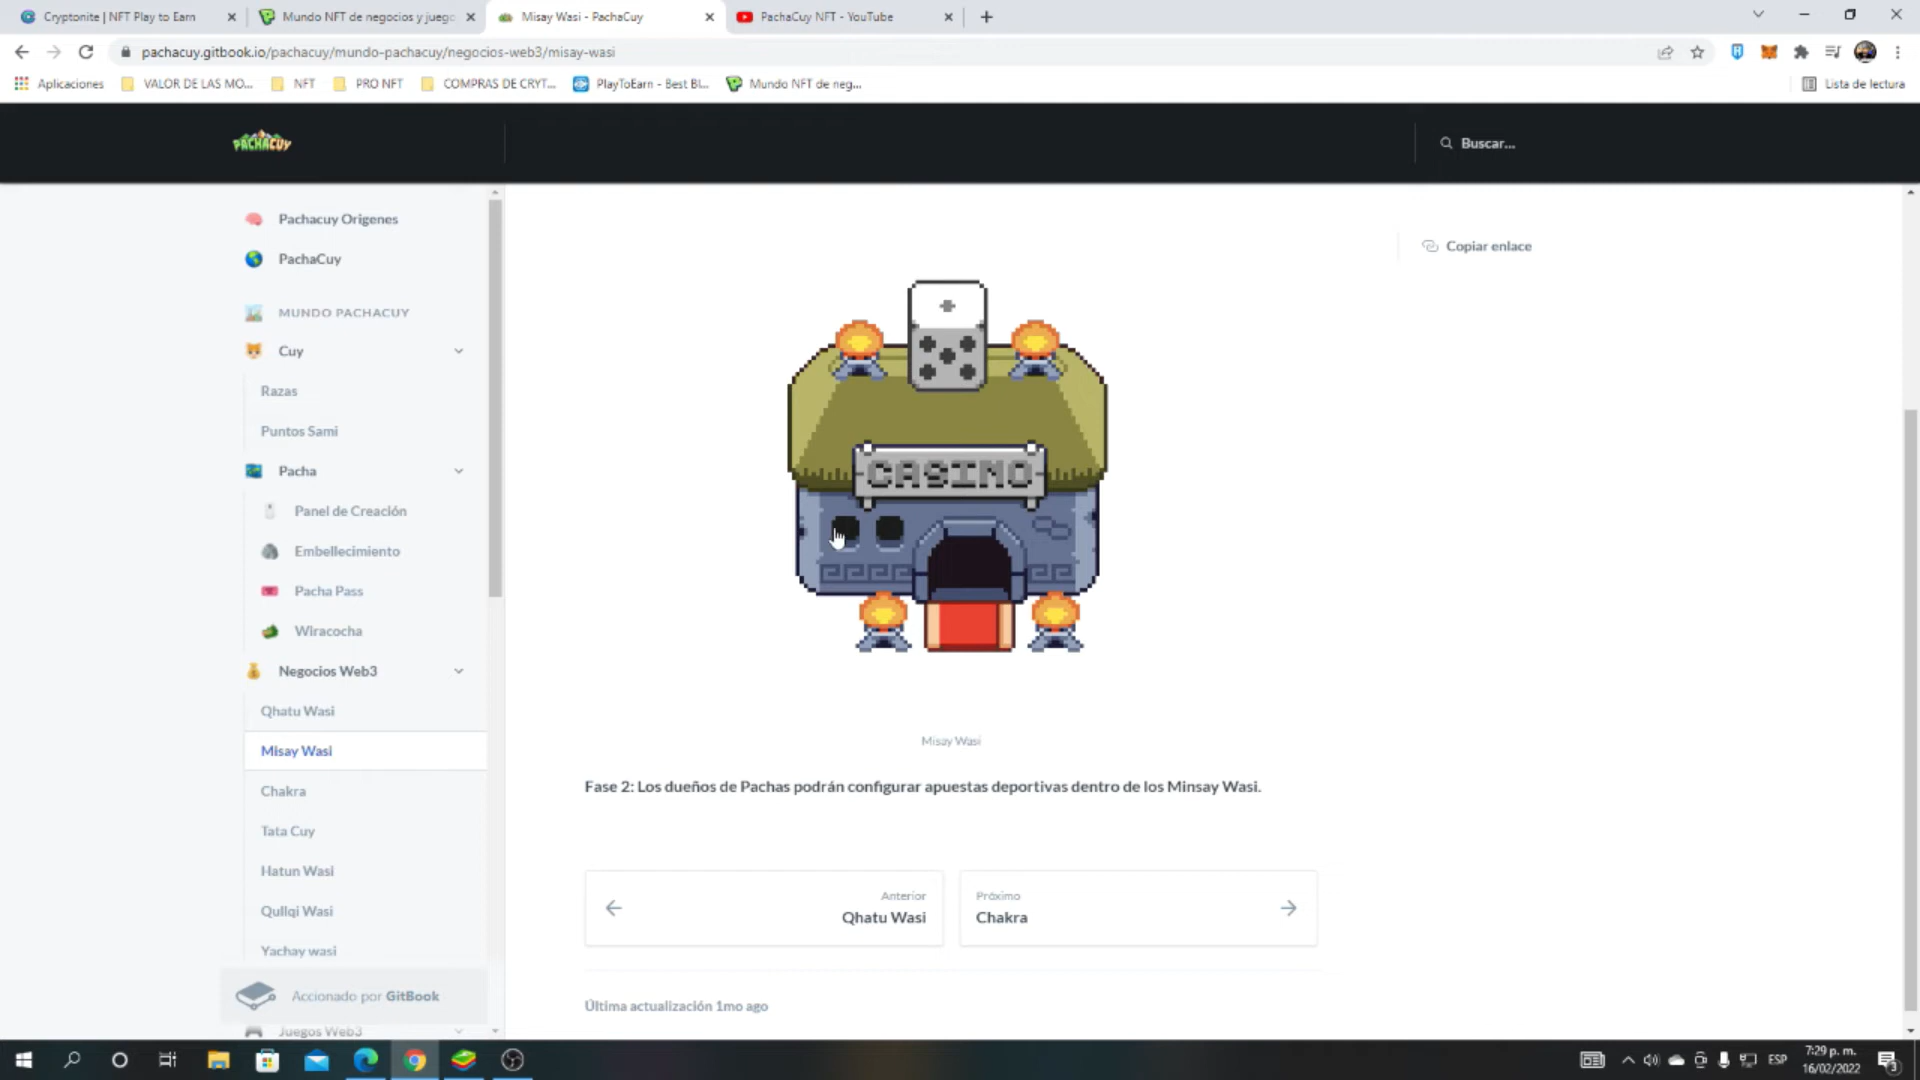 Cryptonite | NFT Play to Earn
Mundo NFT de negocios y juego
Misay Wasi - PachaCuy
PachaCuy NFT - YouTube
pachacuy.gitbook.io/pachacuy/mundo-pachacuy/negocios-web3/misay-wasi
Aplicaciones
VALOR DE LAS MO...
NFT
PRO NFT
COMPRAS DE CRYT...
PlayToEarn - Best Bl...
Mundo NFT de neg...
Lista de lectura
PACHACUY
Buscar...
Pachacuy Origenes
PachaCuy
MUNDO PACHACUY
Cuy
Razas
Puntos Sami
Pacha
Panel de Creación
Embellecimiento
Pacha Pass
Wiracocha
Negocios Web3
Qhatu Wasi
Misay Wasi
Chakra
Tata Cuy
Hatun Wasi
Qullqi Wasi
Yachay wasi
Accionado por GitBook
Juegos Web3
Copiar enlace
CASINO
Misay Wasi
Fase 2: Los dueños de Pachas podrán configurar apuestas deportivas dentro de los Minsay Wasi.
Anterior
Qhatu Wasi
Próximo
Chakra
Última actualización 1mo ago
ESP
7:29 p. m.
16/02/2022
3